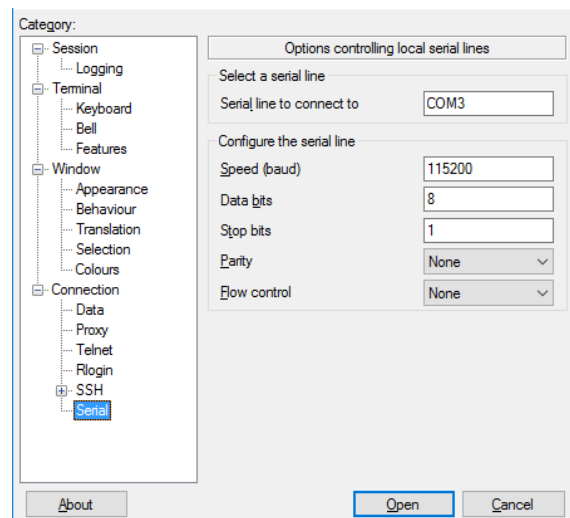 Category:
Session
Logging
Terminal
Keyboard
Bell
Features
Window
Appearance
Behaviour
Translation
Selection
Colours
Connection
Data
Proxy
Telnet
Rlogin
SSH
Serial
Options controlling local serial lines
Select a serial line
Serial line to connect to COM3
Configure the serial line
Speed (baud) 115200
Data bits 8
Stop bits 1
Parity None
Flow control None
About Open Cancel